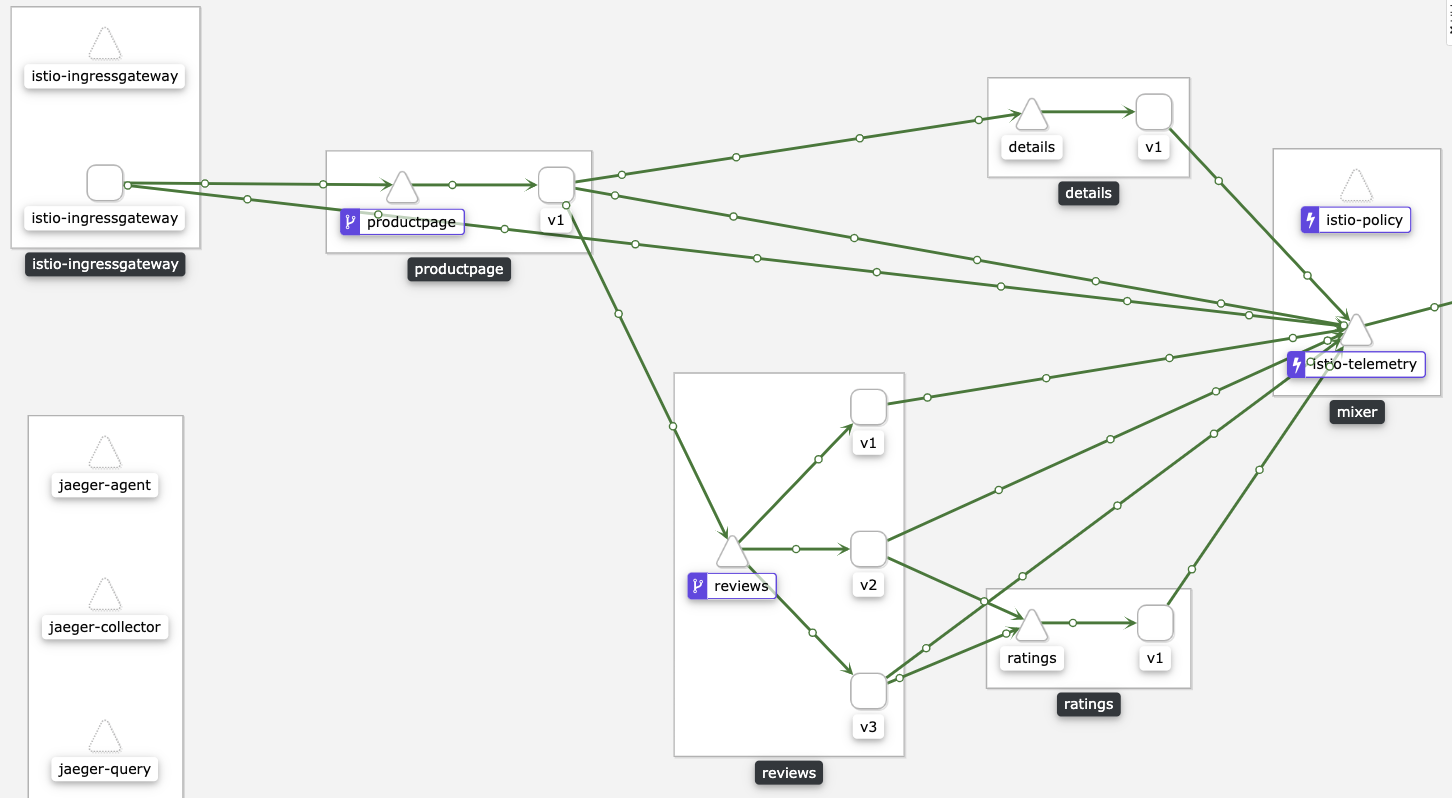 istio-ingressgateway
istio-ingressgateway
istio-ingressgateway
productpage
v1
productpage
details
v1
details
istio-policy
istio-telemetry
mixer
v1
reviews
v2
v3
reviews
ratings
v1
ratings
jaeger-agent
jaeger-collector
jaeger-query